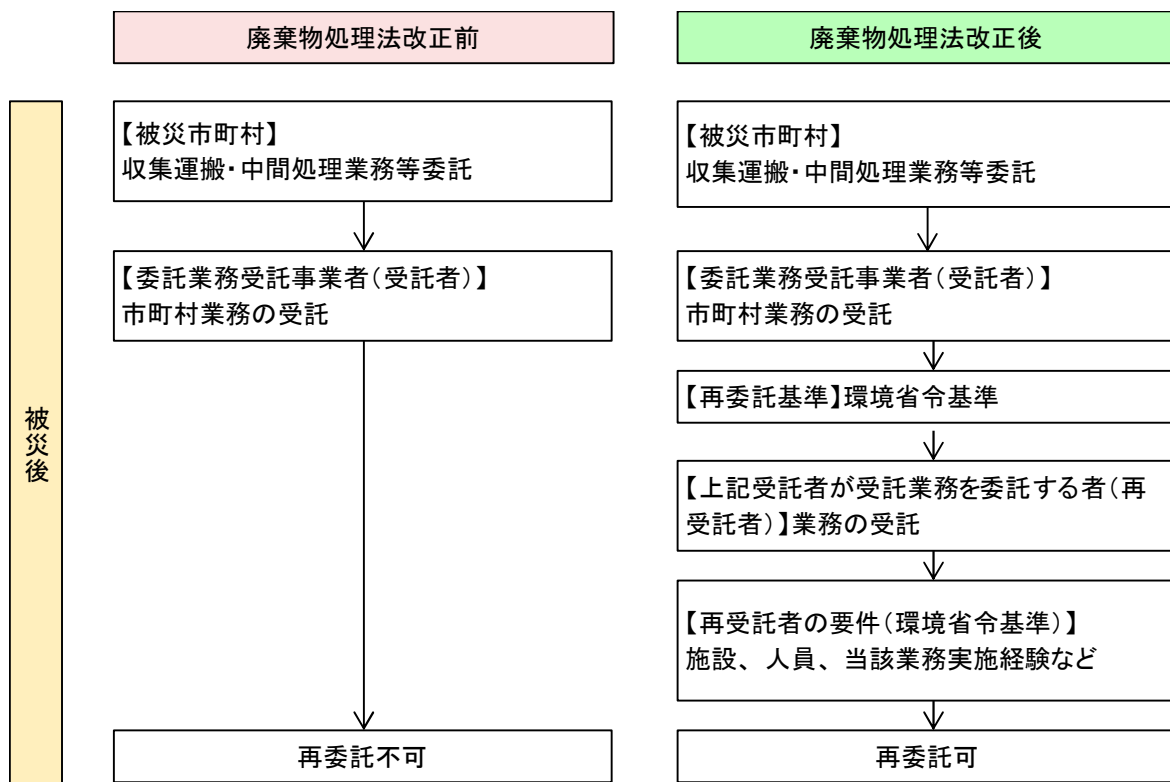 廃棄物処理法改正前
廃棄物処理法改正後
被災後
【被災市町村】
収集運搬・中間処理業務等委託
【委託業務受託事業者（受託者）】
市町村業務の受託
再委託不可
【被災市町村】
収集運搬・中間処理業務等委託
【委託業務受託事業者（受託者）】
市町村業務の受託
【再委託基準】環境省令基準
【上記受託者が受託業務を委託する者（再
受託者）】業務の受託
【再受託者の要件（環境省令基準）】
施設、人員、当該業務実施経験など
再委託可